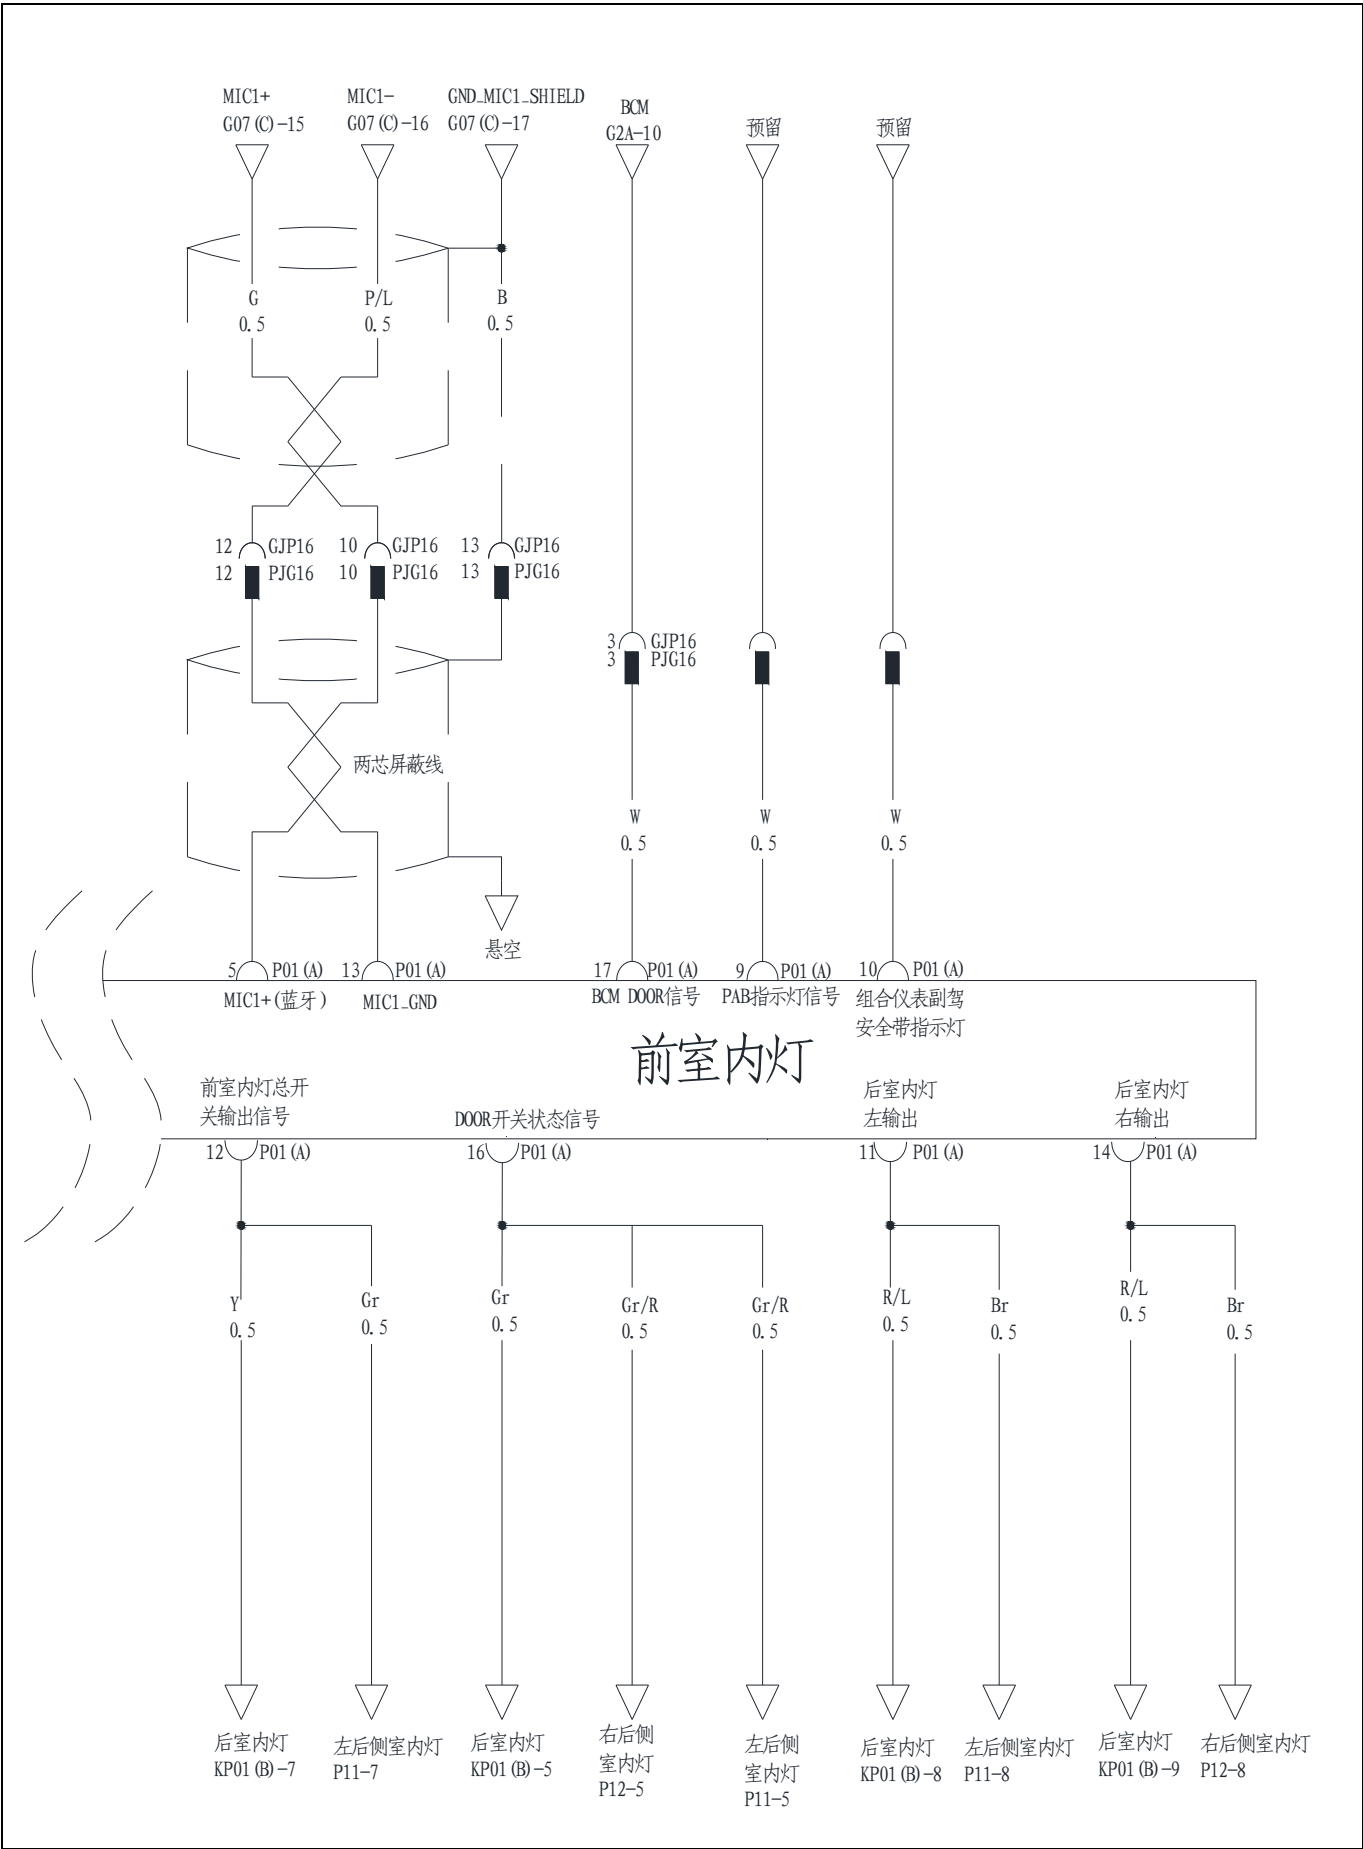 MIC1+
G07(C)-15
MIC1-
G07(C)-16
GND_MIC1_SHIELD
G07(C)-17
BCM
G2A-10
预留
预留
G
0.5
P/L
0.5
B
0.5
12 GJP16
12 PJG16
10 GJP16
10 PJG16
13 GJP16
13 PJG16
3 GJP16
3 PJG16
两芯屏蔽线
W
0.5
W
0.5
W
0.5
悬空
5 P01(A)
MIC1+(蓝牙)
13 P01(A)
MIC1_GND
17 P01(A)
BCM DOOR信号
9 P01(A)
PAB指示灯信号
10 P01(A)
组合仪表副驾
安全带指示灯
前室内灯
前室内灯总开
关输出信号
DOOR开关状态信号
后室内灯
左输出
后室内灯
右输出
12 P01(A)
16 P01(A)
11 P01(A)
14 P01(A)
Y
0.5
Gr
0.5
Gr
0.5
Gr/R
0.5
Gr/R
0.5
R/L
0.5
Br
0.5
R/L
0.5
Br
0.5
后室内灯
KP01(B)-7
左后侧室内灯
P11-7
后室内灯
KP01(B)-5
右后侧
室内灯
P12-5
左后侧
室内灯
P11-5
后室内灯
KP01(B)-8
左后侧室内灯
P11-8
后室内灯
KP01(B)-9
右后侧室内灯
P12-8